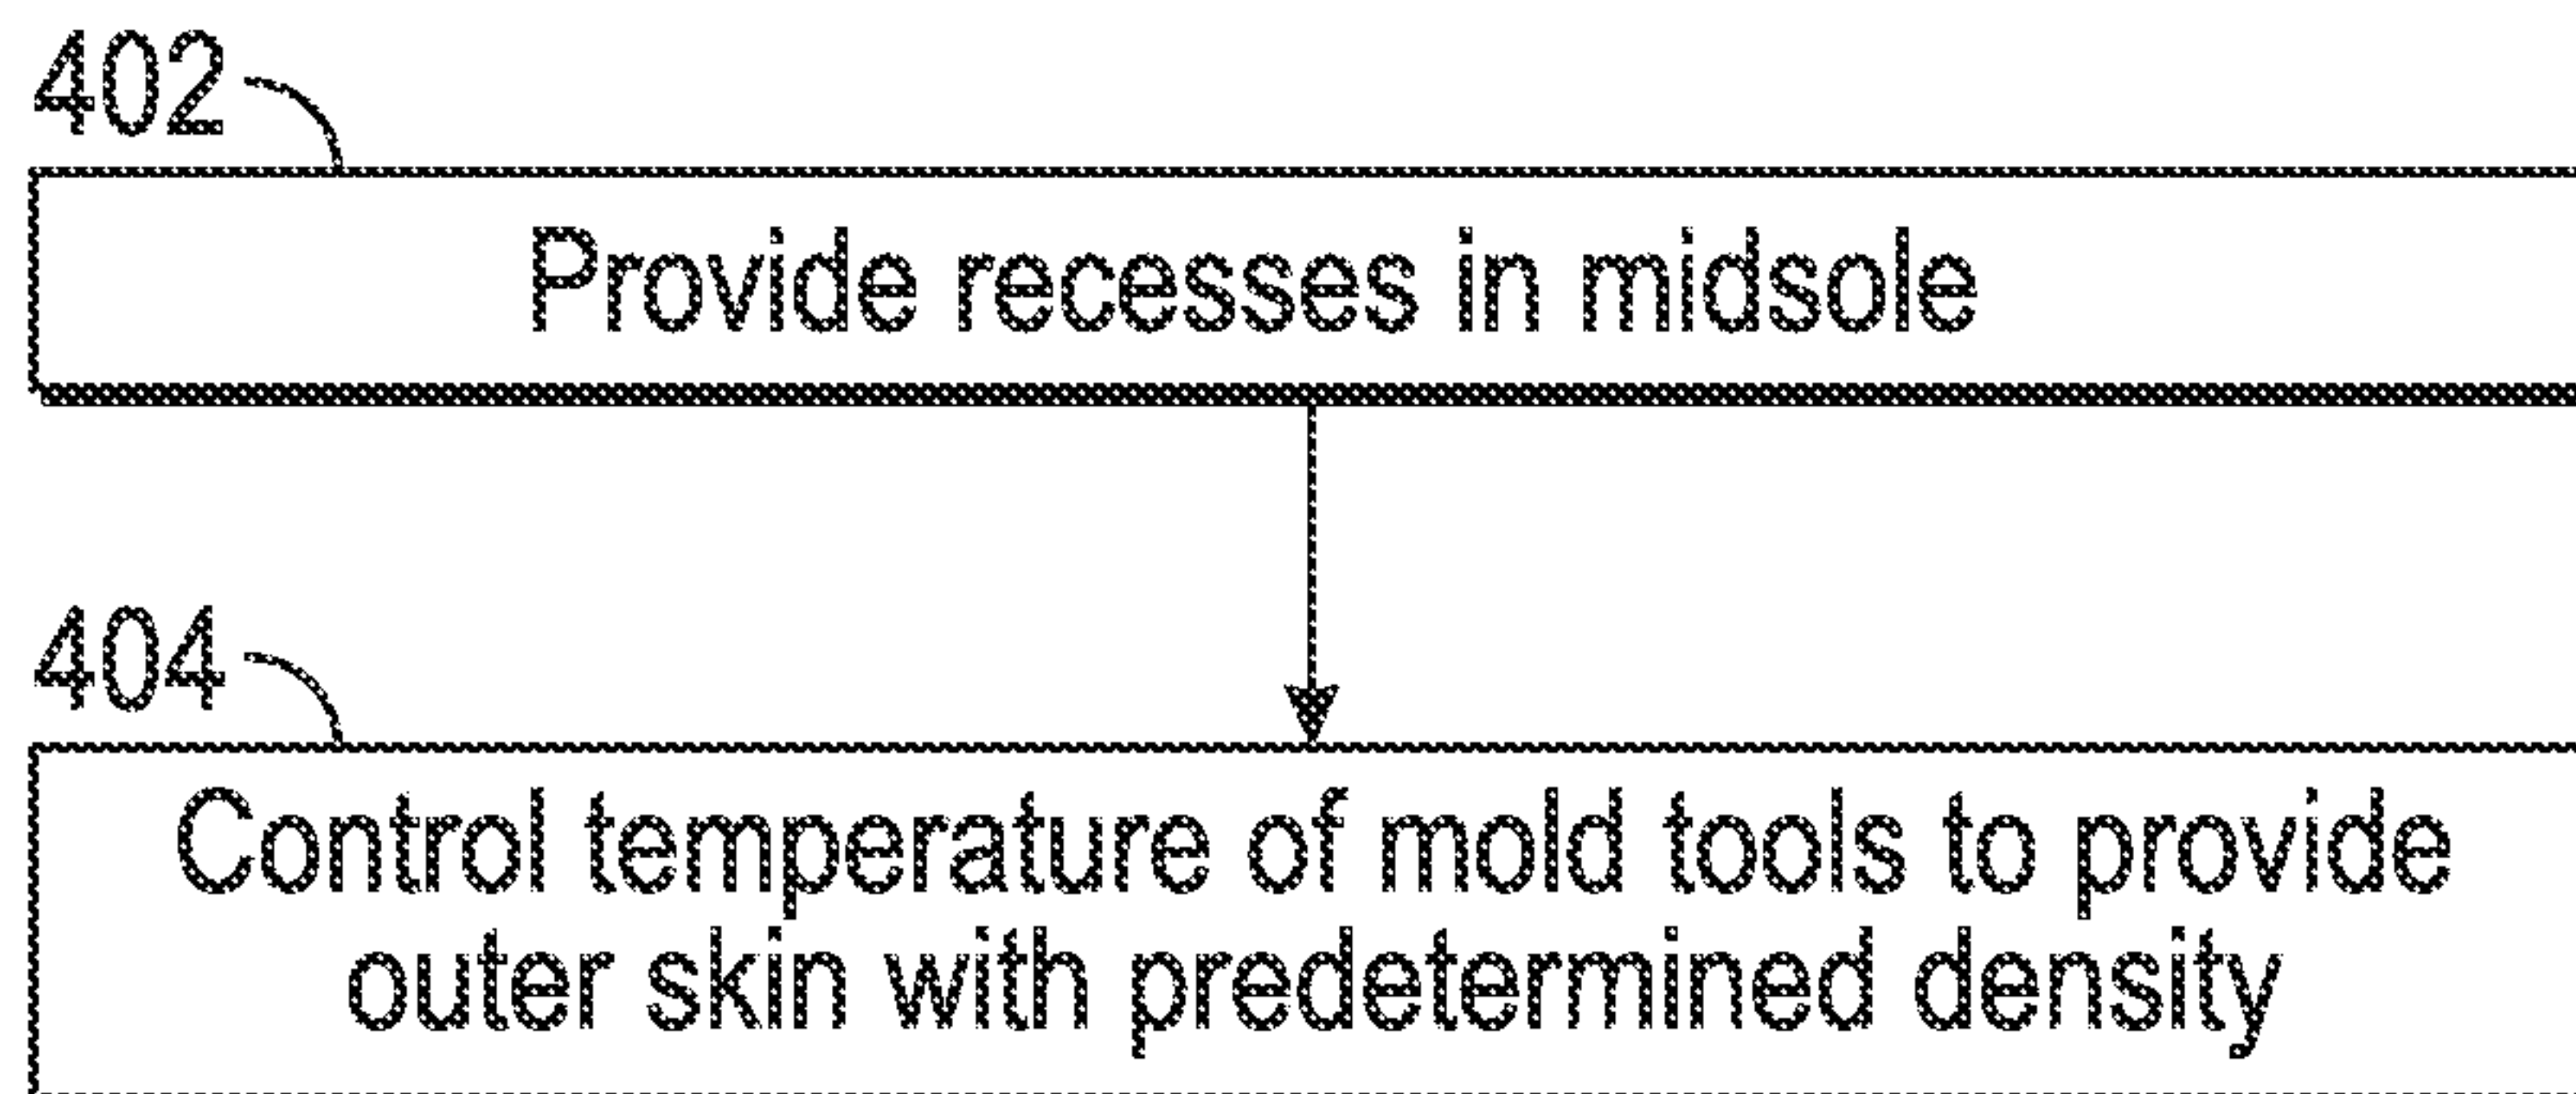 402
Provide recesses in midsole
404
Control temperature of mold tools to provide
outer skin with predetermined density